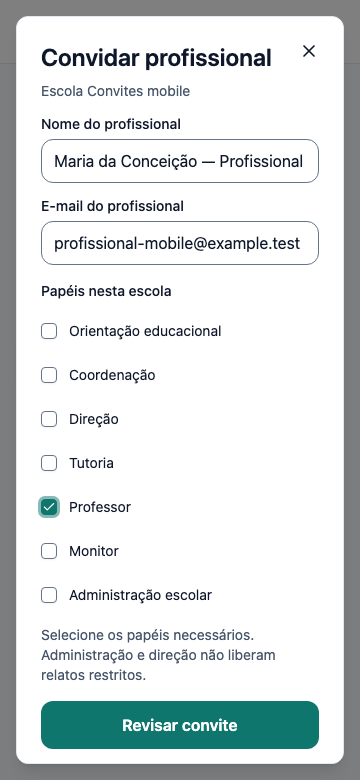 Convidar profissional
Escola Convites mobile
Nome do profissional
Maria da Conceição — Profissional
E-mail do profissional
profissional-mobile@example.test
Papéis nesta escola
Orientação educacional
Coordenação
Direção
Tutoria
Professor
Monitor
Administração escolar
Selecione os papéis necessários.
Administração e direção não liberam
relatos restritos.
Revisar convite